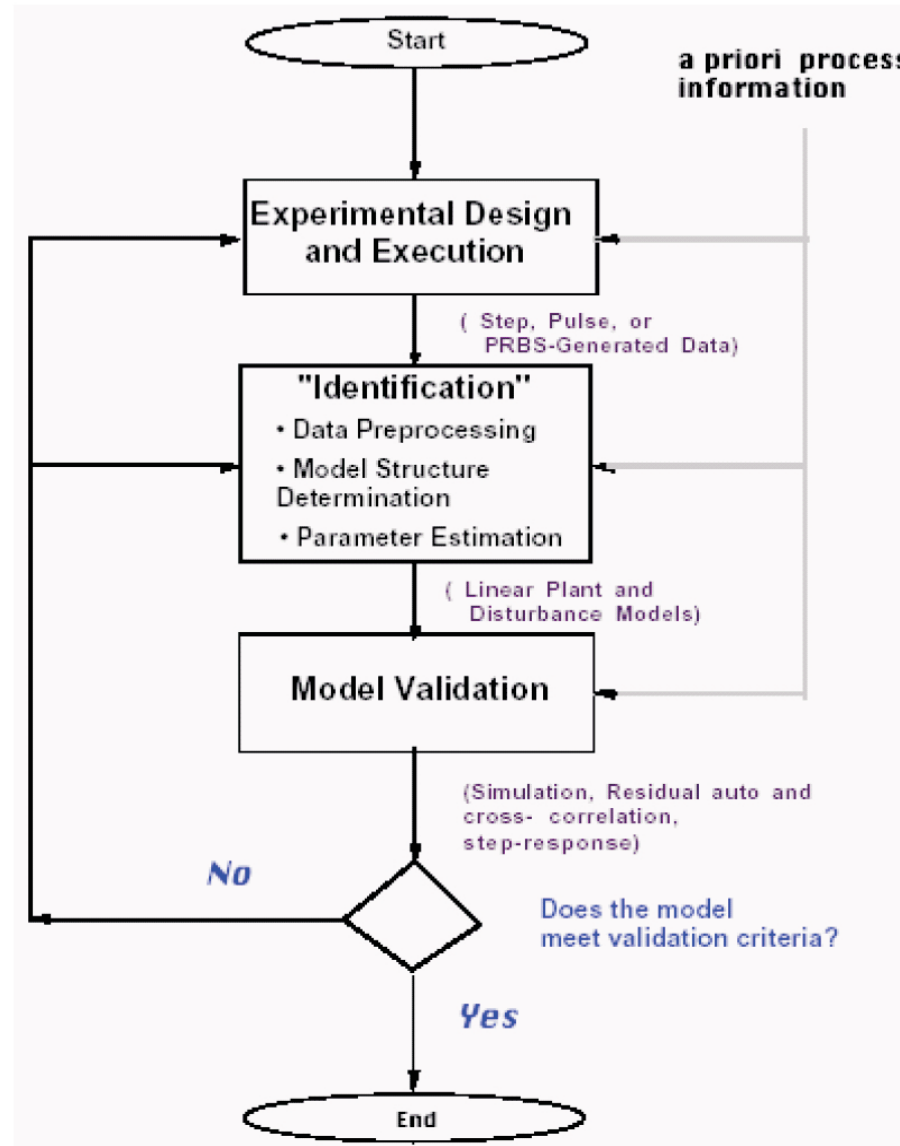 Start
a priori process
information
Experimental Design
and Execution
( Step, Pulse, or
PRBS-Generated Data)
"Identification"
• Data Preprocessing
• Model Structure
Determination
• Parameter Estimation
( Linear Plant and
Disturbance Models)
Model Validation
(Simulation, Residual auto and
cross- correlation,
step-response)
No
Does the model
meet validation criteria?
Yes
End